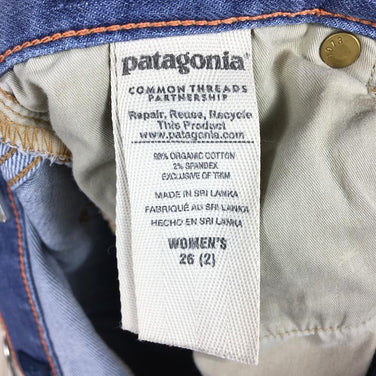 patagonia®
COMMON THREADS
PARTNERSHIP
Repair, Reuse, Recycle
This Product
www.patagonia.com
98% ORGANIC COTTON
2% SPANDEX
EXCLUSIVE OF TRIM
MADE IN SRI LANKA
FABRIQUÉ AU SRI LANKA
HECHO EN SRI LANKA
WOMEN'S
26 (2)